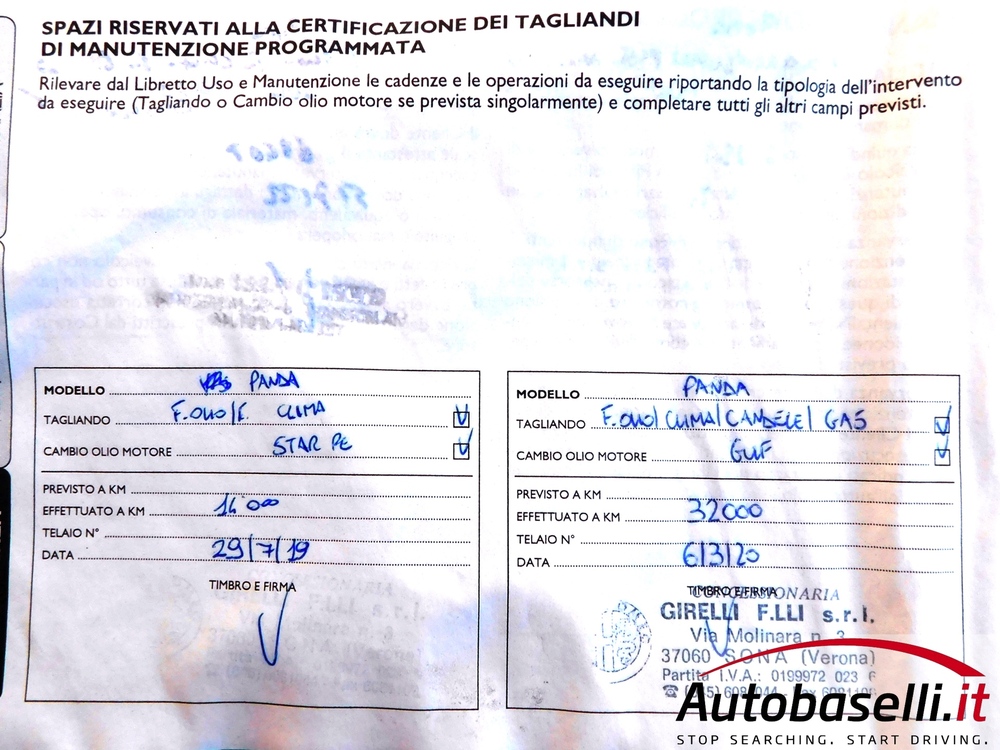 SPAZI RISERVATI ALLA CERTIFICAZIONE DEI TAGLIANDI
DI MANUTENZIONE PROGRAMMATA
Rilevare dal Libretto Uso e Manutenzione le cadenze e le operazioni da eseguire riportando la tipologia dell'intervento
da eseguire (Tagliando o Cambio olio motore se prevista singolarmente) e completare tutti gli altri campi previsti.
MODELLO PANDA
TAGLIANDO F. OLIO/F. CLIMA
CAMBIO OLIO MOTORE STAR PE
PREVISTO A KM
EFFETTUATO A KM 14000
TELAIO N°
DATA 29/7/19
TIMBRO E FIRMA
MODELLO PANDA
TAGLIANDO F. OLIO/CLIMA/CANDELE/GAS
CAMBIO OLIO MOTORE GULF
PREVISTO A KM
EFFETTUATO A KM 32000
TELAIO N°
DATA 6/3/20
TIMBRO E FIRMA
CONCESSIONARIA
GIRELLI F.LLI s.r.l.
Via Molinara n. 3
37060 SONA (Verona)
Partita I.V.A.: 0199972 023 6
Autobaselli.it
STOP SEARCHING. START DRIVING.